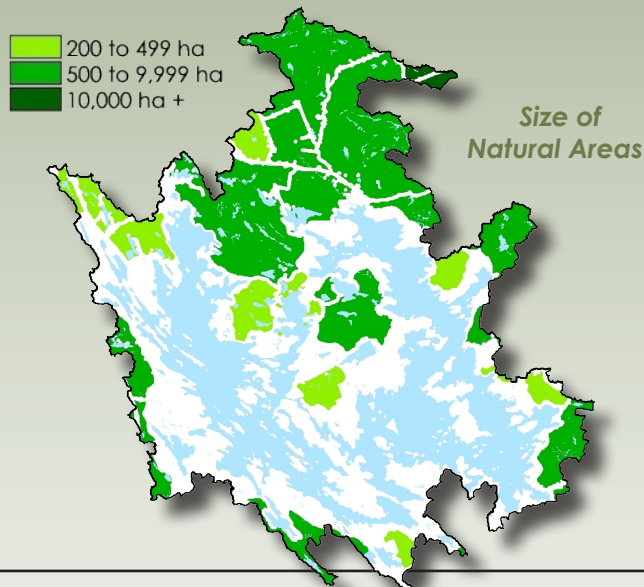 200 to 499 ha
500 to 9,999 ha
10,000 ha +
Size of
Natural Areas